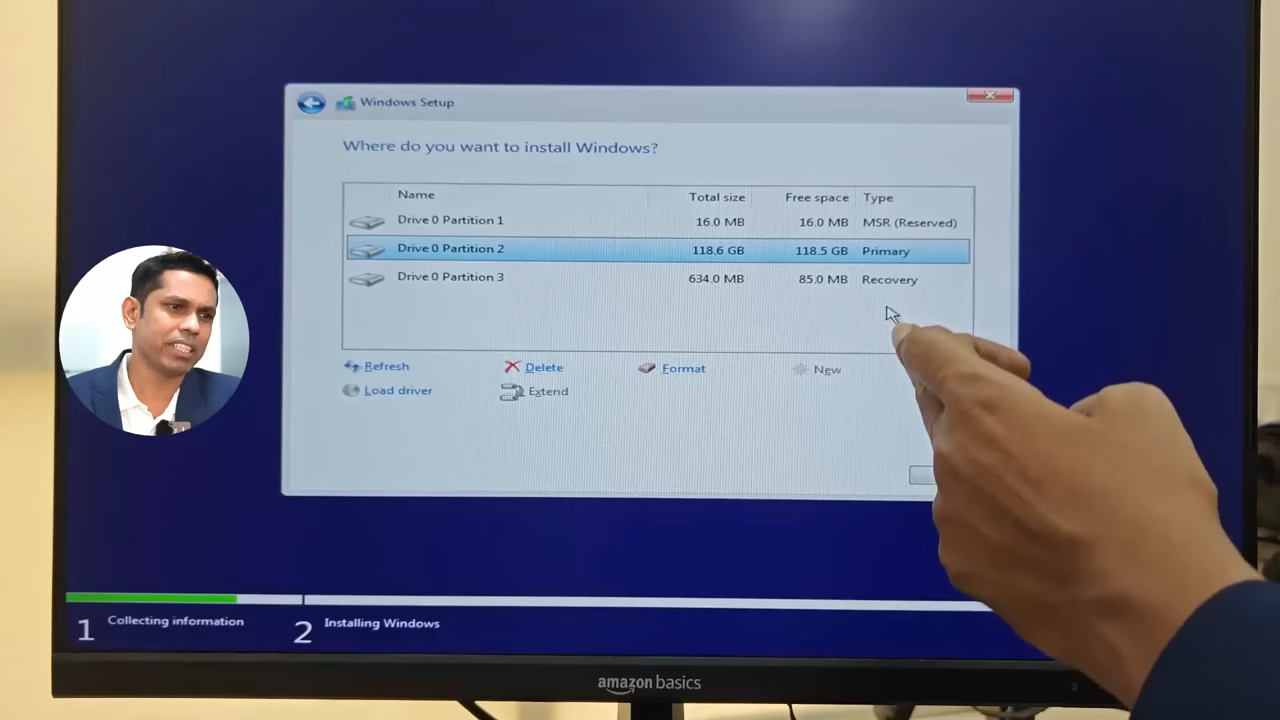 Windows Setup
Where do you want to install Windows?
Name Total size Free space Type
Drive 0 Partition 1 16.0 MB 16.0 MB MSR (Reserved)
Drive 0 Partition 2 118.6 GB 118.5 GB Primary
Drive 0 Partition 3 634.0 MB 85.0 MB Recovery
Refresh Delete Format New
Load driver Extend
1 Collecting information 2 Installing Windows
amazon basics